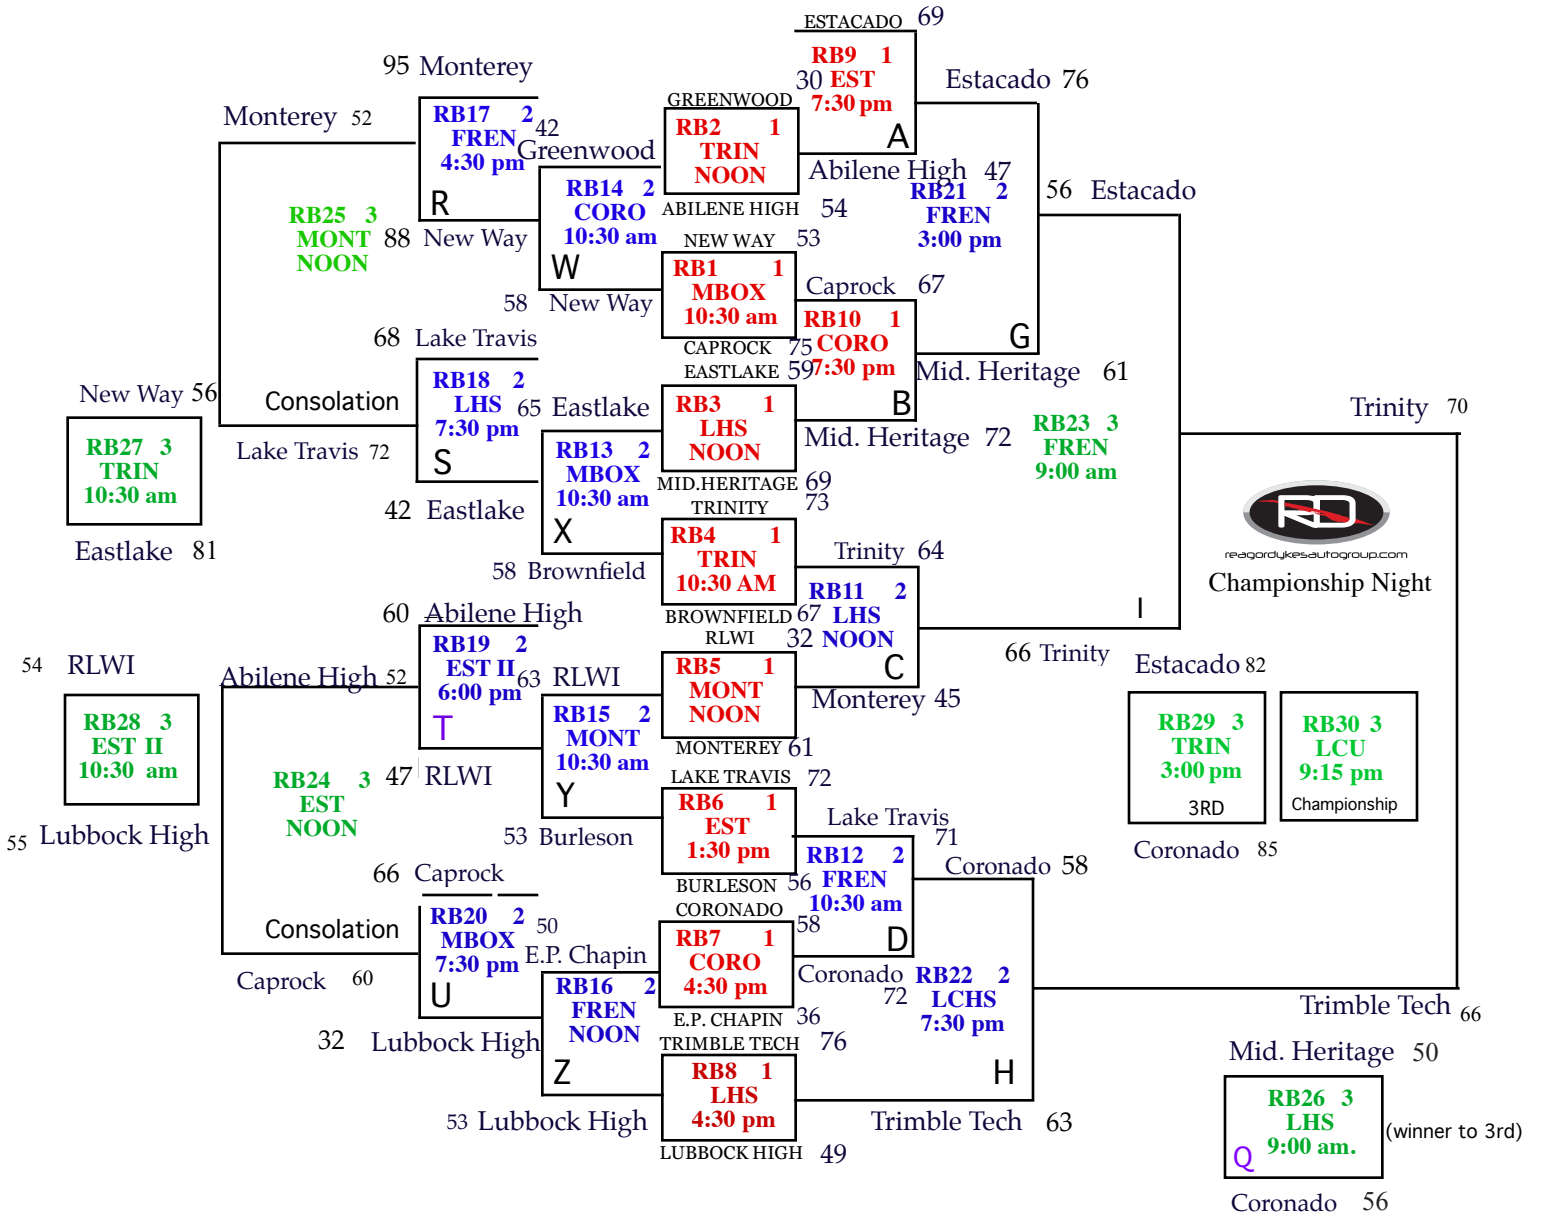 ESTACADO 69
RB9 1
30 EST
7:30 pm
A
Estacado 76
95 Monterey
GREENWOOD
RB2 1
TRIN
NOON
Monterey 52
RB17 2
FREN
4:30 pm
R
42
Greenwood
ABILENE HIGH 54
Abilene High 47
RB21 2
FREN
3:00 pm
G
56 Estacado
RB14 2
CORO
10:30 am
W
RB25 3
MONT
NOON
88 New Way
NEW WAY 53
RB1 1
MBOX
10:30 am
58 New Way
CAPROCK 75
Caprock 67
RB10 1
CORO
7:30 pm
B
Mid. Heritage 61
68 Lake Travis
EASTLAKE 59
RB3 1
LHS
NOON
RB18 2
LHS
7:30 pm
S
65 Eastlake
New Way 56
Consolation
RB27 3
TRIN
10:30 am
Eastlake 81
Lake Travis 72
RB13 2
MBOX
10:30 am
X
Mid. Heritage 72
RB23 3
FREN
9:00 am
I
Trinity 70
MID.HERITAGE 69
TRINITY 73
42 Eastlake
RB4 1
TRIN
10:30 AM
58 Brownfield
BROWNFIELD 67
Trinity 64
RB11 2
LHS
NOON
C
RD
reagordykesautogroup.com
Championship Night
60 Abilene High
RLWI 32
RB5 1
MONT
NOON
RB19 2
EST II
6:00 pm
T
63 RLWI
54 RLWI
RB28 3
EST II
10:30 am
55 Lubbock High
Abilene High 52
66 Trinity
Monterey 45
Estacado 82
RB29 3
TRIN
3:00 pm
3RD
Coronado 85
RB30 3
LCU
9:15 pm
Championship
RB15 2
MONT
10:30 am
Y
MONTEREY 61
47 RLWI
RB24 3
EST
NOON
LAKE TRAVIS 72
RB6 1
EST
1:30 pm
53 Burleson
BURLESON 56
Lake Travis
71
RB12 2
FREN
10:30 am
D
Coronado 58
66 Caprock
CORONADO 58
RB7 1
CORO
4:30 pm
RB20 2
MBOX
7:30 pm
U
50
E.P. Chapin
Consolation
Caprock 60
RB16 2
FREN
NOON
Z
Coronado
72
RB22 2
LCHS
7:30 pm
H
E.P. CHAPIN 36
TRIMBLE TECH 76
Trimble Tech 66
32 Lubbock High
RB8 1
LHS
4:30 pm
53 Lubbock High
LUBBOCK HIGH 49
Trimble Tech 63
Mid. Heritage 50
RB26 3
LHS
9:00 am.
Q
(winner to 3rd)
Coronado 56